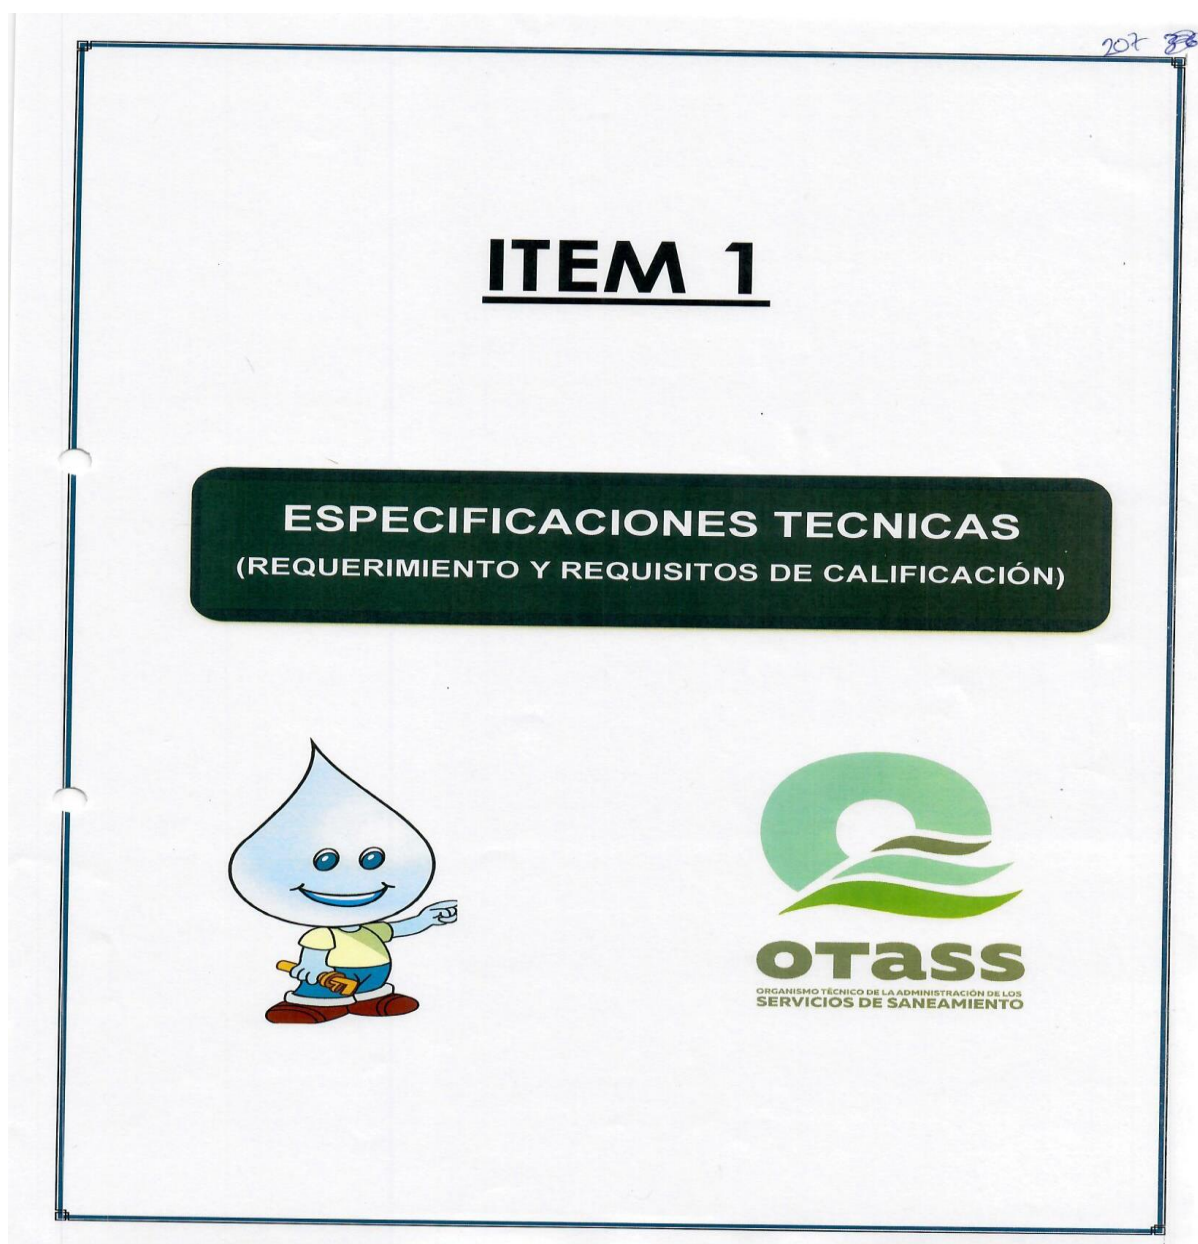 207
ITEM 1
ESPECIFICACIONES TECNICAS
(REQUERIMIENTO Y REQUISITOS DE CALIFICACIÓN)
OTASS
ORGANISMO TÉCNICO DE LA ADMINISTRACIÓN DE LOS
SERVICIOS DE SANEAMIENTO